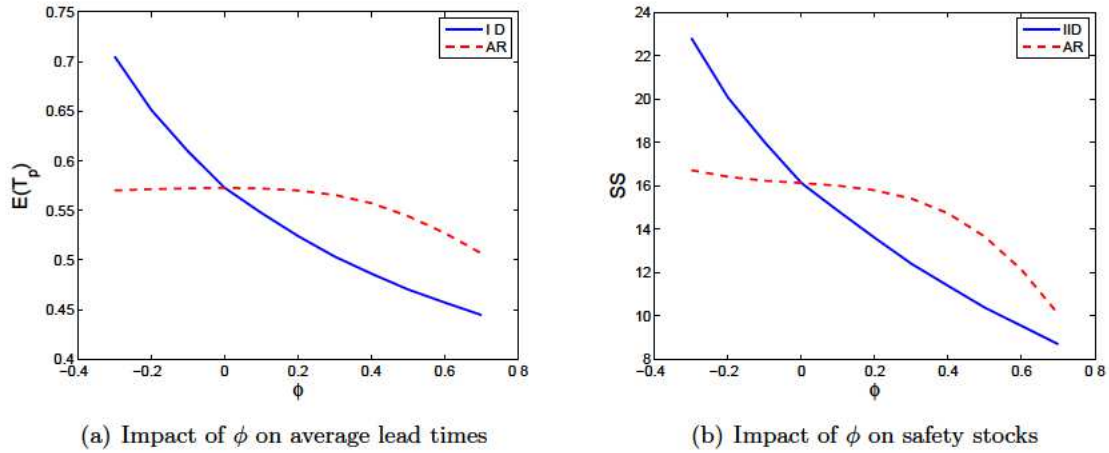 0.75
0.7
0.65
0.6
0.55
0.5
0.45
0.4
E(T_p)
I D
AR
−0.4 −0.2 0 0.2 0.4 0.6 0 8
ϕ
(a) Impact of ϕ on average lead times
24
22
20
18
16
14
12
10
8
SS
IID
AR
−0.4 −0.2 0 0.2 0.4 0.6 0 8
ϕ
(b) Impact of ϕ on safety stocks